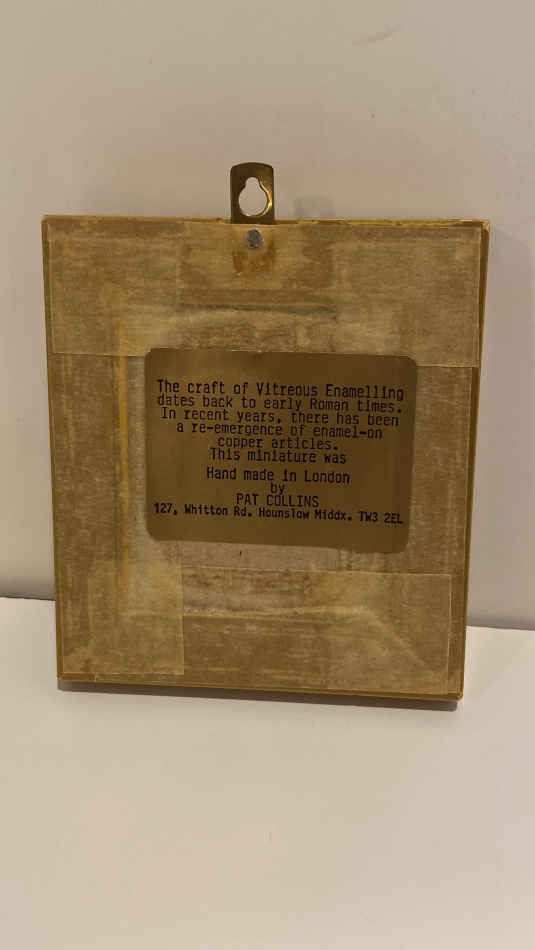 The craft of Vitreous Enamelling
dates back to early Roman times.
In recent years, there has been
a re-emergence of enamel-on
copper articles.
This miniature was
Hand made in London
by
PAT COLLINS
127, Whitton Rd. Hounslow Middx. TW3 2EL